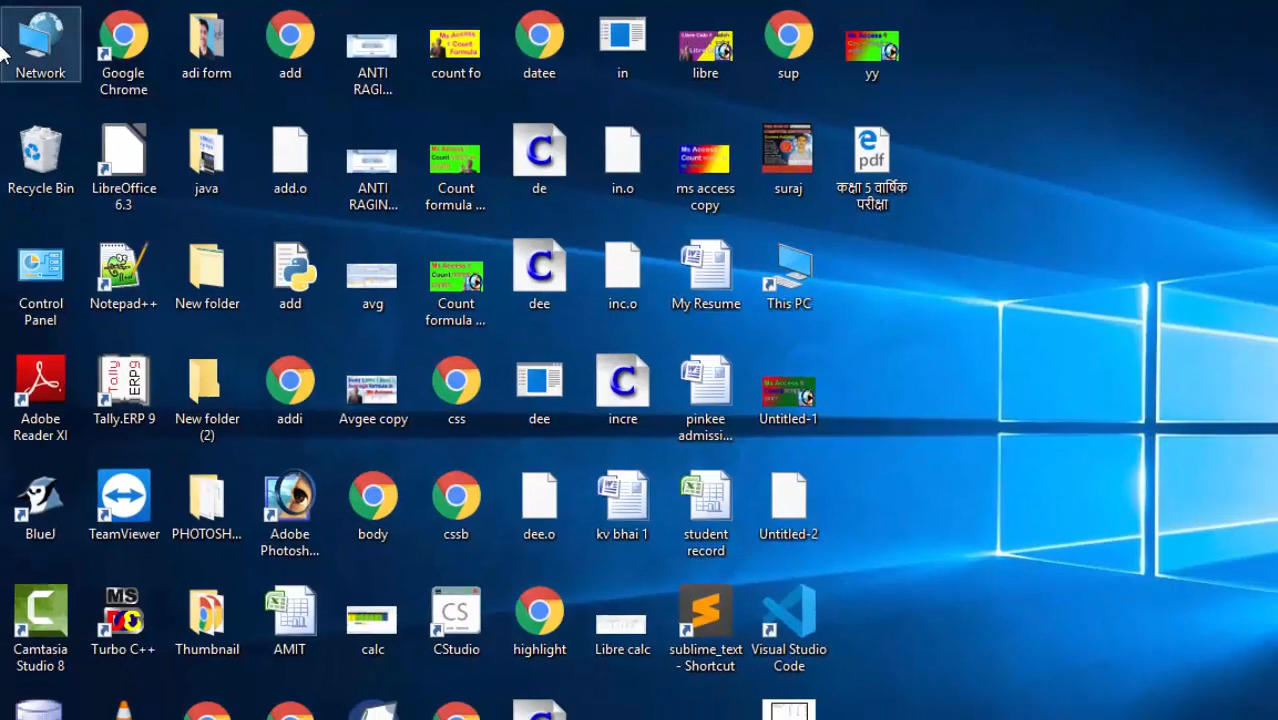 Network
Google
Chrome
adi form
add
ANTI
RAGI...
count fo
datee
in
libre
sup
yy
Recycle Bin
LibreOffice
6.3
java
add.o
ANTI
RAGIN...
Count
formula ...
de
in.o
ms access
copy
suraj
pdf
कक्षा 5 वार्षिक
परीक्षा
Control
Panel
Notepad++
New folder
add
avg
Count
formula ...
dee
inc.o
My Resume
This PC
Adobe
Reader XI
Tally.ERP 9
New folder
(2)
addi
Avgee copy
css
dee
incre
pinkee
admissi...
Untitled-1
BlueJ
TeamViewer
PHOTOSH...
Adobe
Photosh...
body
cssb
dee.o
kv bhai 1
student
record
Untitled-2
Camtasia
Studio 8
Turbo C++
Thumbnail
AMIT
calc
CStudio
highlight
Libre calc
sublime_text
- Shortcut
Visual Studio
Code